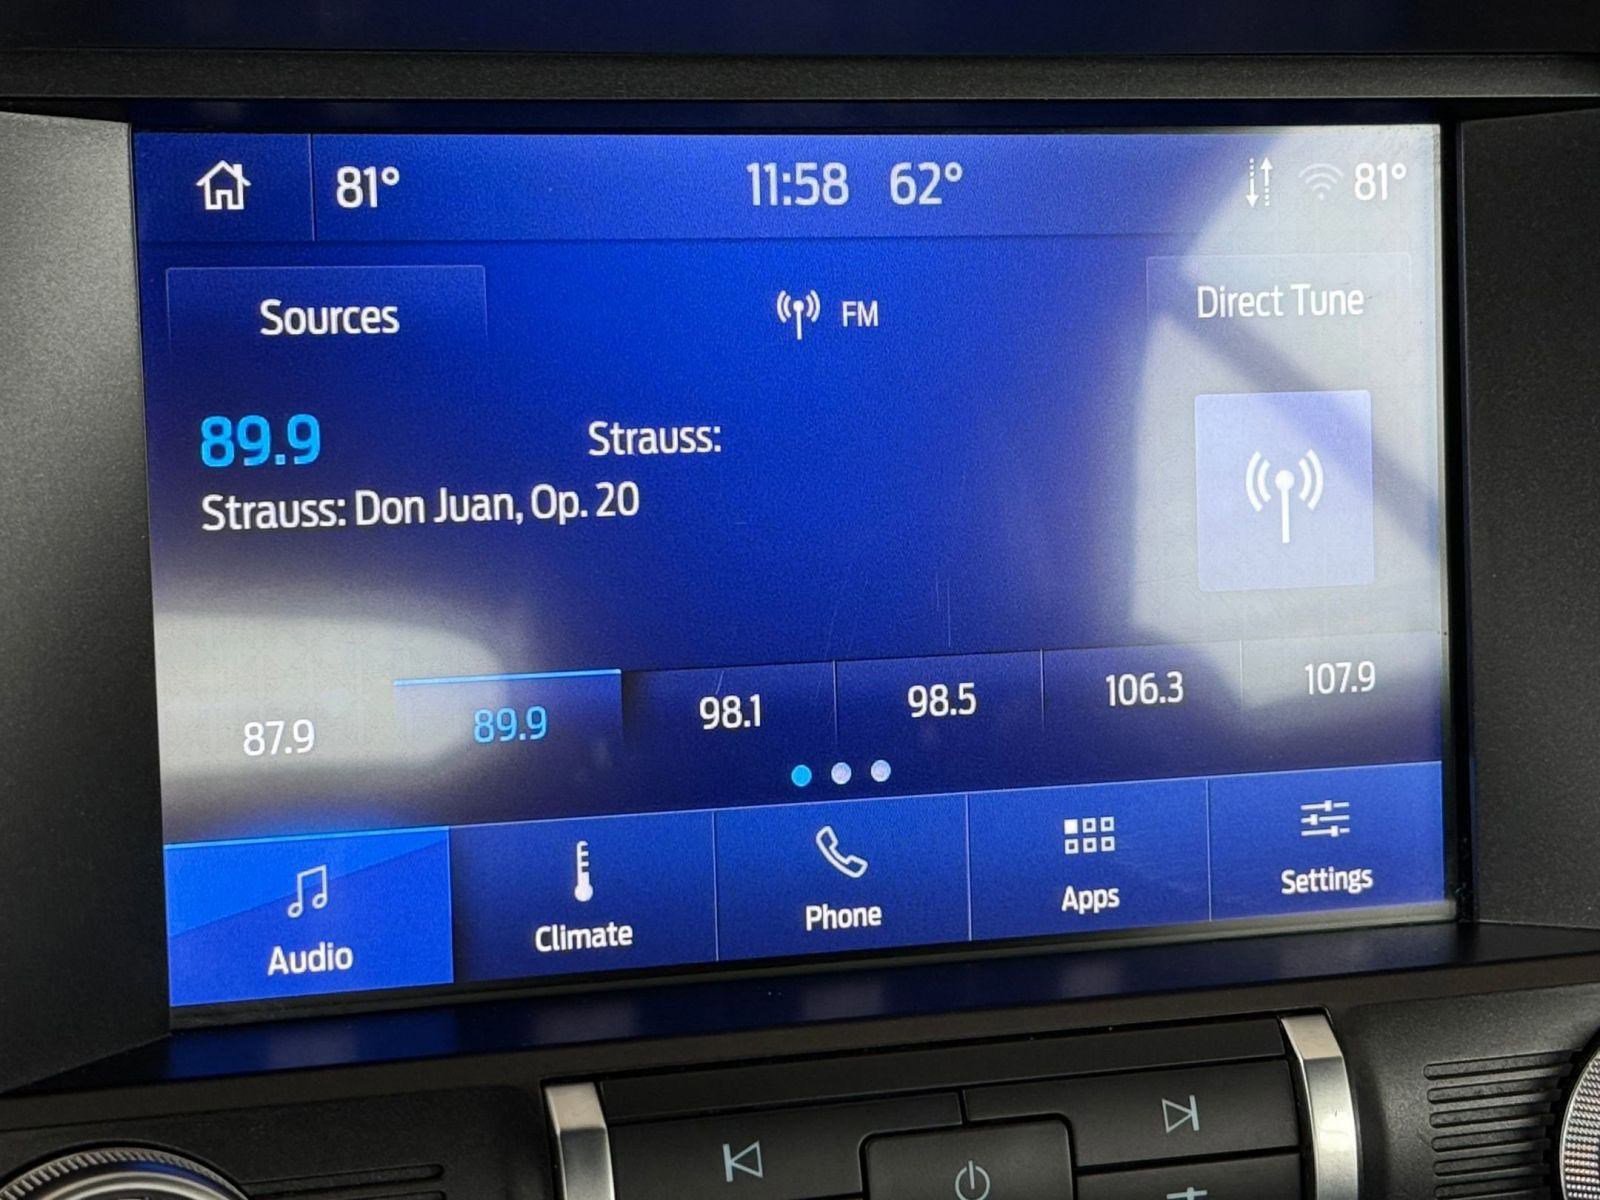 81° 11:58 62° 81°
Sources FM Direct Tune
89.9 Strauss:
Strauss: Don Juan, Op. 20
87.9 89.9 98.1 98.5 106.3 107.9
Audio Climate Phone Apps Settings